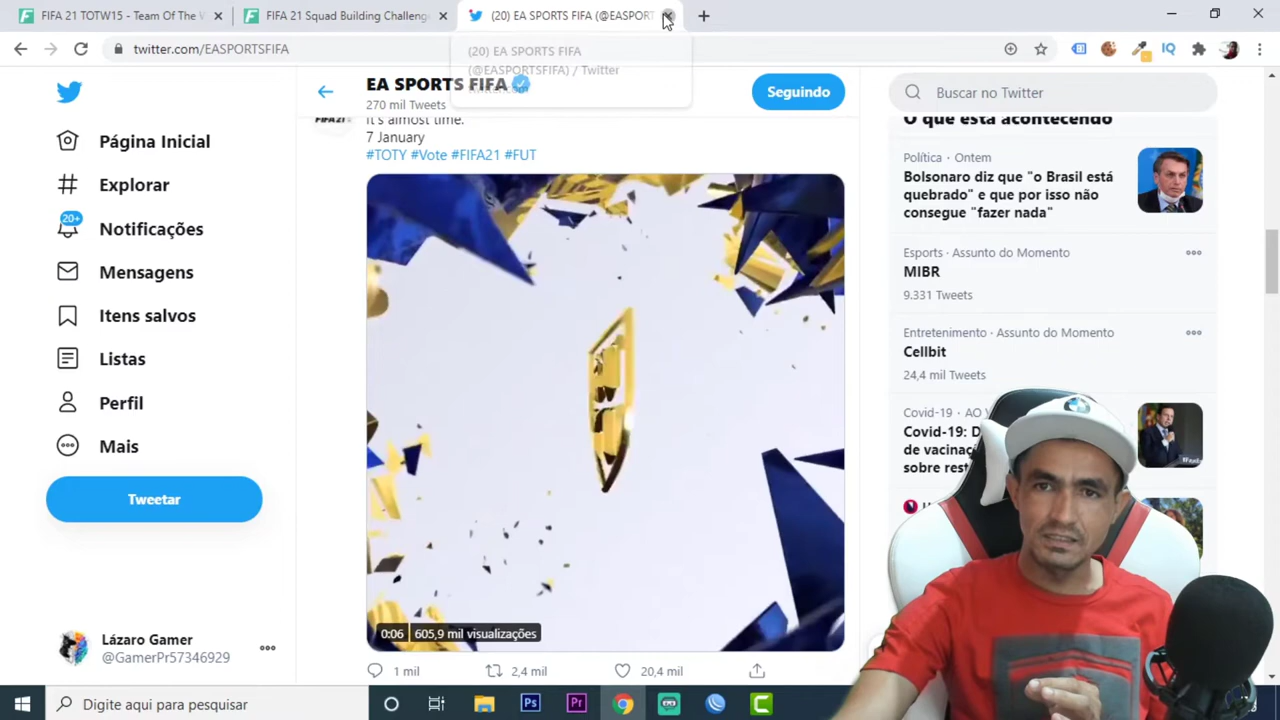 FIFA 21 TOTW15 - Team Of The W
FIFA 21 Squad Building Challeng
(20) EA SPORTS FIFA (@EASPORT
twitter.com/EASPORTSFIFA
(20) EA SPORTS FIFA
(@EASPORTSFIFA) / Twitter
EA SPORTS FIFA
270 mil Tweets
Seguindo
Buscar no Twitter
It's almost time.
7 January
#TOTY #Vote #FIFA21 #FUT
0:06
605,9 mil visualizações
1 mil
2,4 mil
20,4 mil
Página Inicial
Explorar
20+
Notificações
Mensagens
Itens salvos
Listas
Perfil
Mais
Tweetar
Lázaro Gamer
@GamerPr57346929
O que está acontecendo
Política · Ontem
Bolsonaro diz que "o Brasil está
quebrado" e que por isso não
consegue "fazer nada"
Esports · Assunto do Momento
MIBR
9.331 Tweets
Entretenimento · Assunto do Momento
Cellbit
24,4 mil Tweets
Covid-19 · AO
Covid-19:
de vacina
sobre rest
Digite aqui para pesquisar
Ps
Pr
IQ